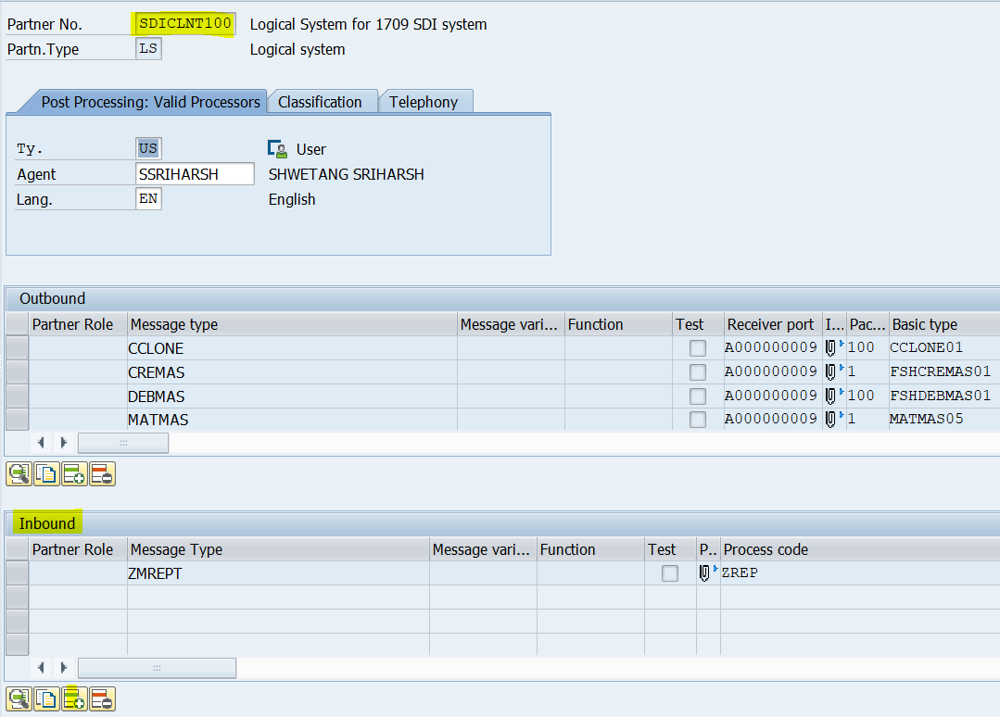 Partner No. SDICLNT100 Logical System for 1709 SDI system
Partn.Type LS Logical system
Post Processing: Valid Processors Classification Telephony
Ty. US User
Agent SSRIHARSH SHWETANG SRIHARSH
Lang. EN English
Outbound
Partner Role Message type Message vari... Function Test Receiver port I... Pac... Basic type
CCLONE A000000009 100 CCLONE01
CREMAS A000000009 1 FSHCREMAS01
DEBMAS A000000009 100 FSHDEBMAS01
MATMAS A000000009 1 MATMAS05
Inbound
Partner Role Message Type Message vari... Function Test P.. Process code
ZMREPT ZREP